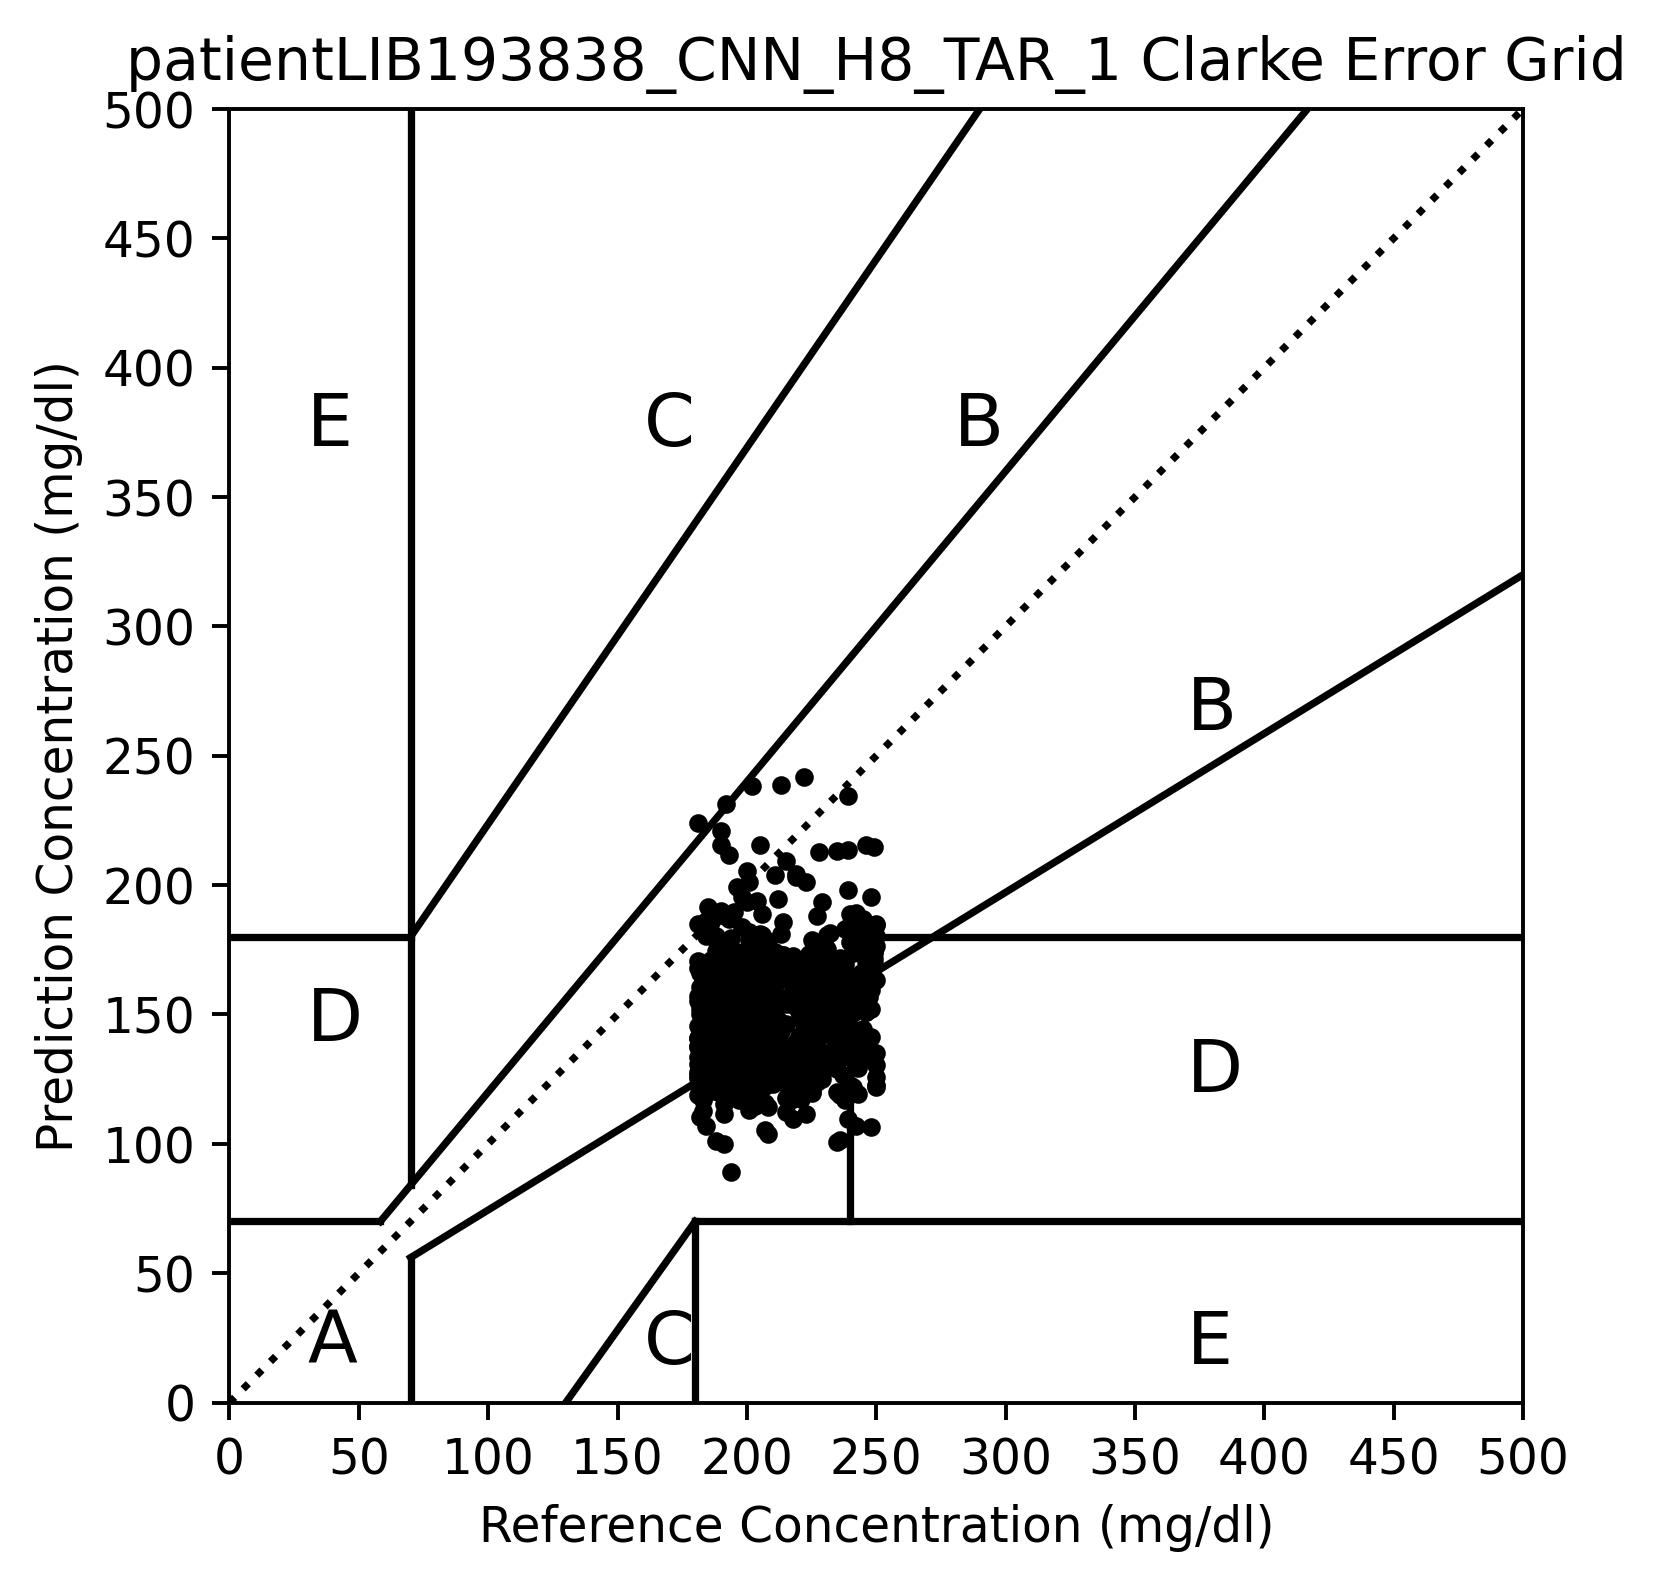 patientLIB193838_CNN_H8_TAR_1 Clarke Error Grid
500
450
400
350
300
250
200
150
100
50
0
Prediction Concentration (mg/dl)
E
C
B
B
D
D
A
C
E
0 50 100 150 200 250 300 350 400 450 500
Reference Concentration (mg/dl)